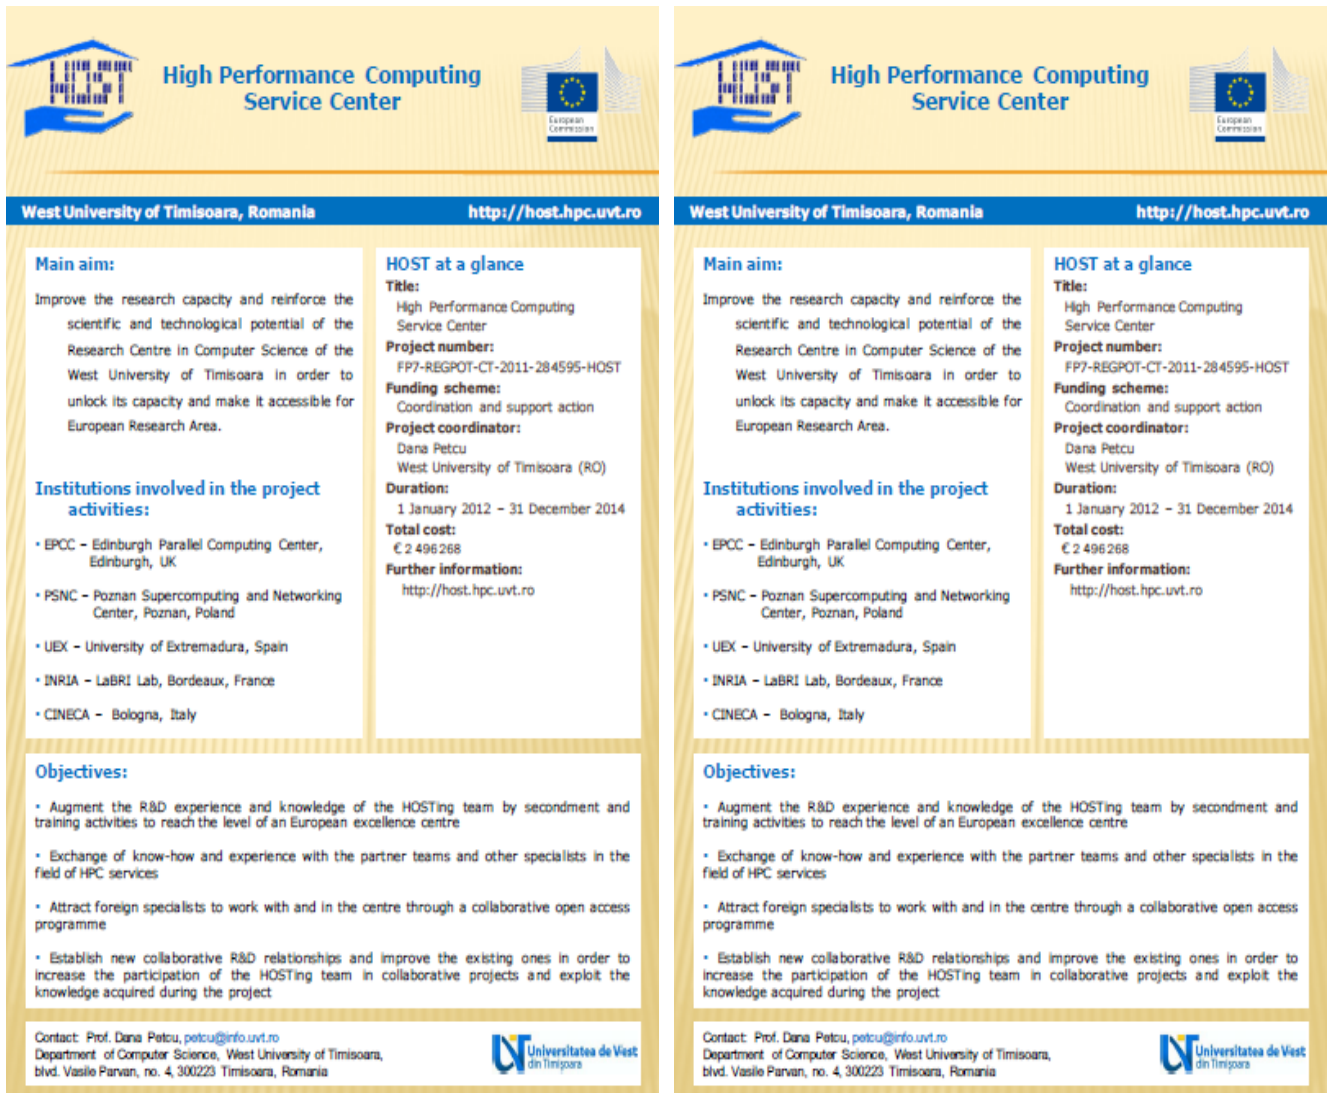 HOST
High Performance Computing
Service Center
European
Commission
West University of Timisoara, Romania
http://host.hpc.uvt.ro
Main aim:
Improve the research capacity and reinforce the
scientific and technological potential of the
Research Centre in Computer Science of the
West University of Timisoara in order to
unlock its capacity and make it accessible for
European Research Area.
Institutions involved in the project
activities:
• EPCC – Edinburgh Parallel Computing Center,
Edinburgh, UK
• PSNC – Poznan Supercomputing and Networking
Center, Poznan, Poland
• UEX – University of Extremadura, Spain
• INRIA – LaBRI Lab, Bordeaux, France
• CINECA – Bologna, Italy
HOST at a glance
Title:
High Performance Computing
Service Center
Project number:
FP7-REGPOT-CT-2011-284595-HOST
Funding scheme:
Coordination and support action
Project coordinator:
Dana Petcu
West University of Timisoara (RO)
Duration:
1 January 2012 – 31 December 2014
Total cost:
€ 2 496 268
Further information:
http://host.hpc.uvt.ro
Objectives:
• Augment the R&D experience and knowledge of the HOSTing team by secondment and
training activities to reach the level of an European excellence centre
• Exchange of know-how and experience with the partner teams and other specialists in the
field of HPC services
• Attract foreign specialists to work with and in the centre through a collaborative open access
programme
• Establish new collaborative R&D relationships and improve the existing ones in order to
increase the participation of the HOSTing team in collaborative projects and exploit the
knowledge acquired during the project
Contact: Prof. Dana Petcu, petcu@info.uvt.ro
Department of Computer Science, West University of Timisoara,
blvd. Vasile Parvan, no. 4, 300223 Timisoara, Romania
Universitatea de Vest
din Timișoara
HOST
High Performance Computing
Service Center
European
Commission
West University of Timisoara, Romania
http://host.hpc.uvt.ro
Main aim:
Improve the research capacity and reinforce the
scientific and technological potential of the
Research Centre in Computer Science of the
West University of Timisoara in order to
unlock its capacity and make it accessible for
European Research Area.
Institutions involved in the project
activities:
• EPCC – Edinburgh Parallel Computing Center,
Edinburgh, UK
• PSNC – Poznan Supercomputing and Networking
Center, Poznan, Poland
• UEX – University of Extremadura, Spain
• INRIA – LaBRI Lab, Bordeaux, France
• CINECA – Bologna, Italy
HOST at a glance
Title:
High Performance Computing
Service Center
Project number:
FP7-REGPOT-CT-2011-284595-HOST
Funding scheme:
Coordination and support action
Project coordinator:
Dana Petcu
West University of Timisoara (RO)
Duration:
1 January 2012 – 31 December 2014
Total cost:
€ 2 496 268
Further information:
http://host.hpc.uvt.ro
Objectives:
• Augment the R&D experience and knowledge of the HOSTing team by secondment and
training activities to reach the level of an European excellence centre
• Exchange of know-how and experience with the partner teams and other specialists in the
field of HPC services
• Attract foreign specialists to work with and in the centre through a collaborative open access
programme
• Establish new collaborative R&D relationships and improve the existing ones in order to
increase the participation of the HOSTing team in collaborative projects and exploit the
knowledge acquired during the project
Contact: Prof. Dana Petcu, petcu@info.uvt.ro
Department of Computer Science, West University of Timisoara,
blvd. Vasile Parvan, no. 4, 300223 Timisoara, Romania
Universitatea de Vest
din Timișoara